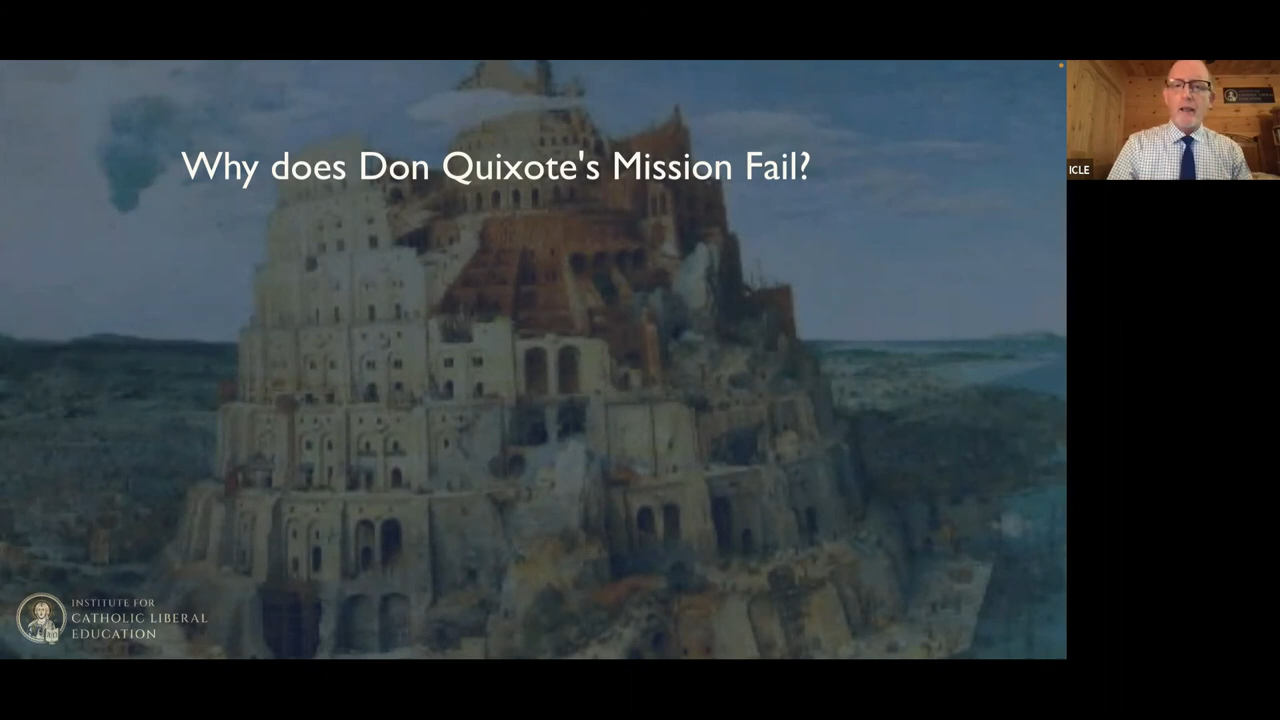 Why does Don Quixote's Mission Fail?
ICLE
INSTITUTE FOR
CATHOLIC LIBERAL
EDUCATION